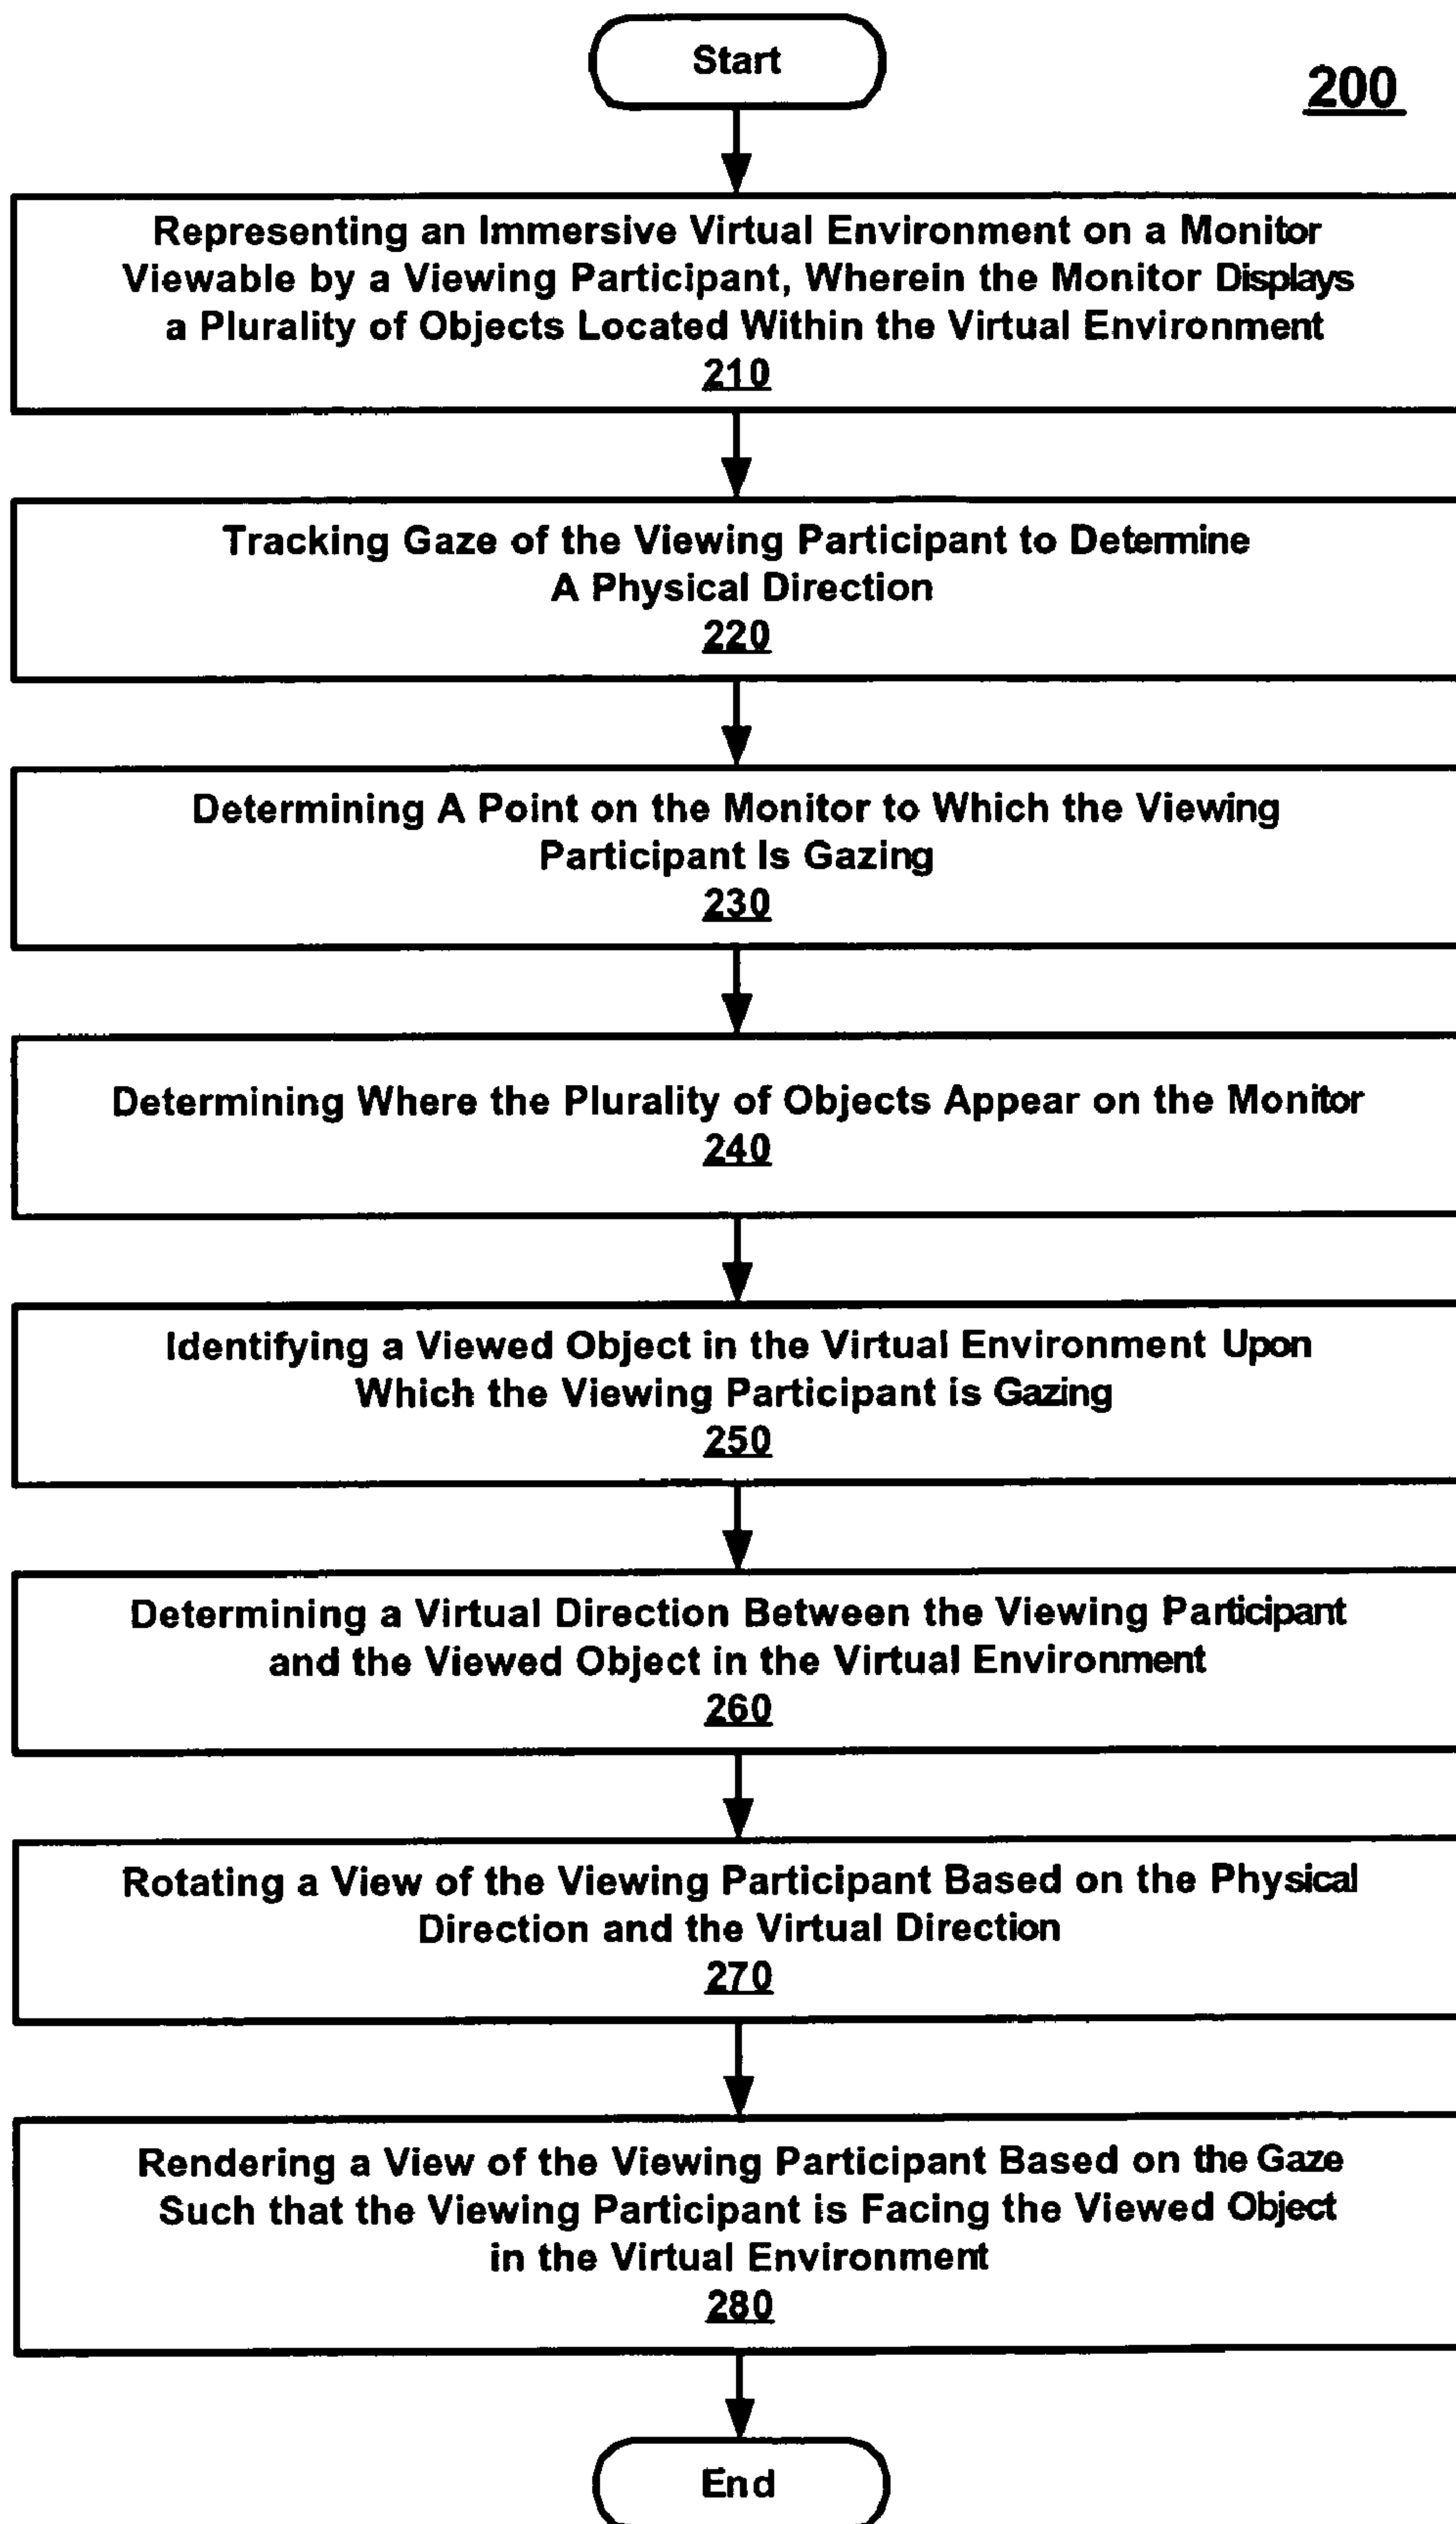 Start
200
Representing an Immersive Virtual Environment on a Monitor
Viewable by a Viewing Participant, Wherein the Monitor Displays
a Plurality of Objects Located Within the Virtual Environment
210
Tracking Gaze of the Viewing Participant to Determine
A Physical Direction
220
Determining A Point on the Monitor to Which the Viewing
Participant Is Gazing
230
Determining Where the Plurality of Objects Appear on the Monitor
240
Identifying a Viewed Object in the Virtual Environment Upon
Which the Viewing Participant is Gazing
250
Determining a Virtual Direction Between the Viewing Participant
and the Viewed Object in the Virtual Environment
260
Rotating a View of the Viewing Participant Based on the Physical
Direction and the Virtual Direction
270
Rendering a View of the Viewing Participant Based on the Gaze
Such that the Viewing Participant is Facing the Viewed Object
in the Virtual Environment
280
End